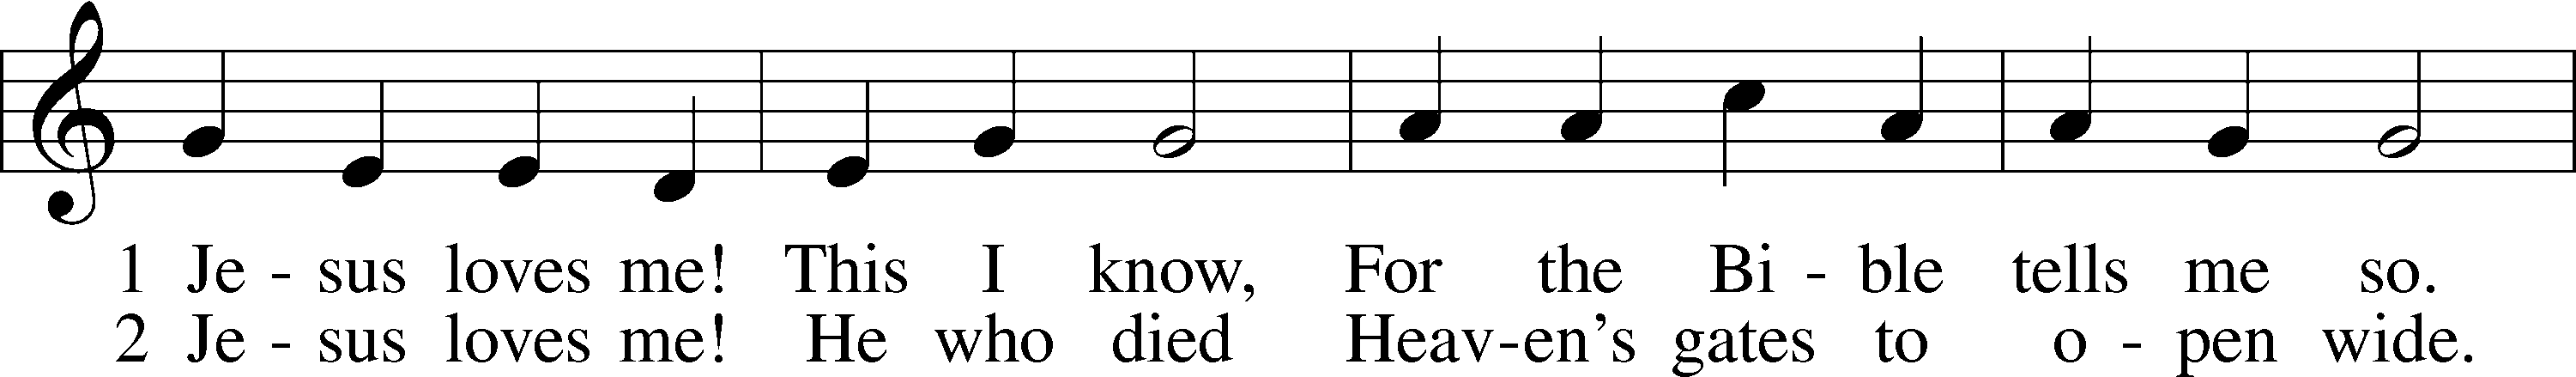 1 Je - sus loves me! This I know, For the Bi - ble tells me so.
2 Je - sus loves me! He who died Heav-en's gates to o - pen wide.